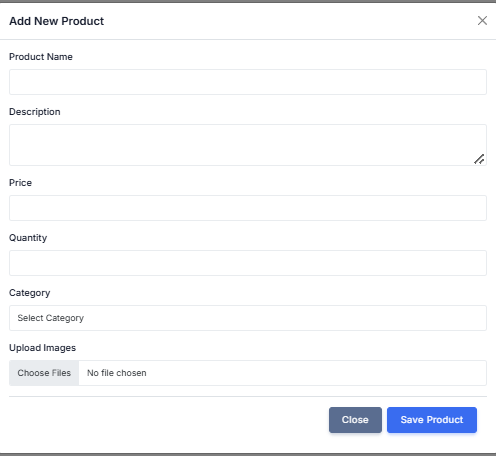 Add New Product
Product Name
Description
Price
Quantity
Category
Select Category
Upload Images
Choose Files No file chosen
Close Save Product